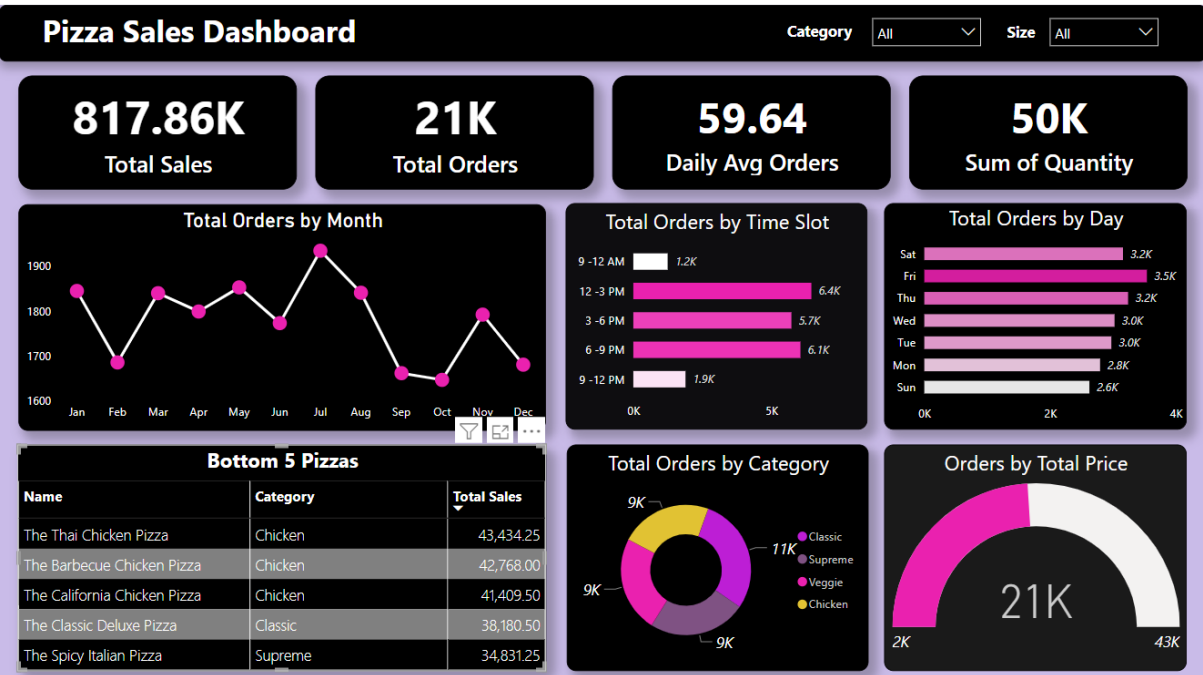 Pizza Sales Dashboard
Category All Size All
817.86K
Total Sales
21K
Total Orders
59.64
Daily Avg Orders
50K
Sum of Quantity
Total Orders by Month
1900
1800
1700
1600
Jan Feb Mar Apr May Jun Jul Aug Sep Oct Nov Dec
Total Orders by Time Slot
9 -12 AM 1.2K
12 -3 PM 6.4K
3 -6 PM 5.7K
6 -9 PM 6.1K
9 -12 PM 1.9K
0K 5K
Total Orders by Day
Sat 3.2K
Fri 3.5K
Thu 3.2K
Wed 3.0K
Tue 3.0K
Mon 2.8K
Sun 2.6K
0K 2K 4K
Bottom 5 Pizzas
Name Category Total Sales
The Thai Chicken Pizza Chicken 43,434.25
The Barbecue Chicken Pizza Chicken 42,768.00
The California Chicken Pizza Chicken 41,409.50
The Classic Deluxe Pizza Classic 38,180.50
The Spicy Italian Pizza Supreme 34,831.25
Total Orders by Category
9K
11K
9K
9K
Classic
Supreme
Veggie
Chicken
Orders by Total Price
21K
2K 43K